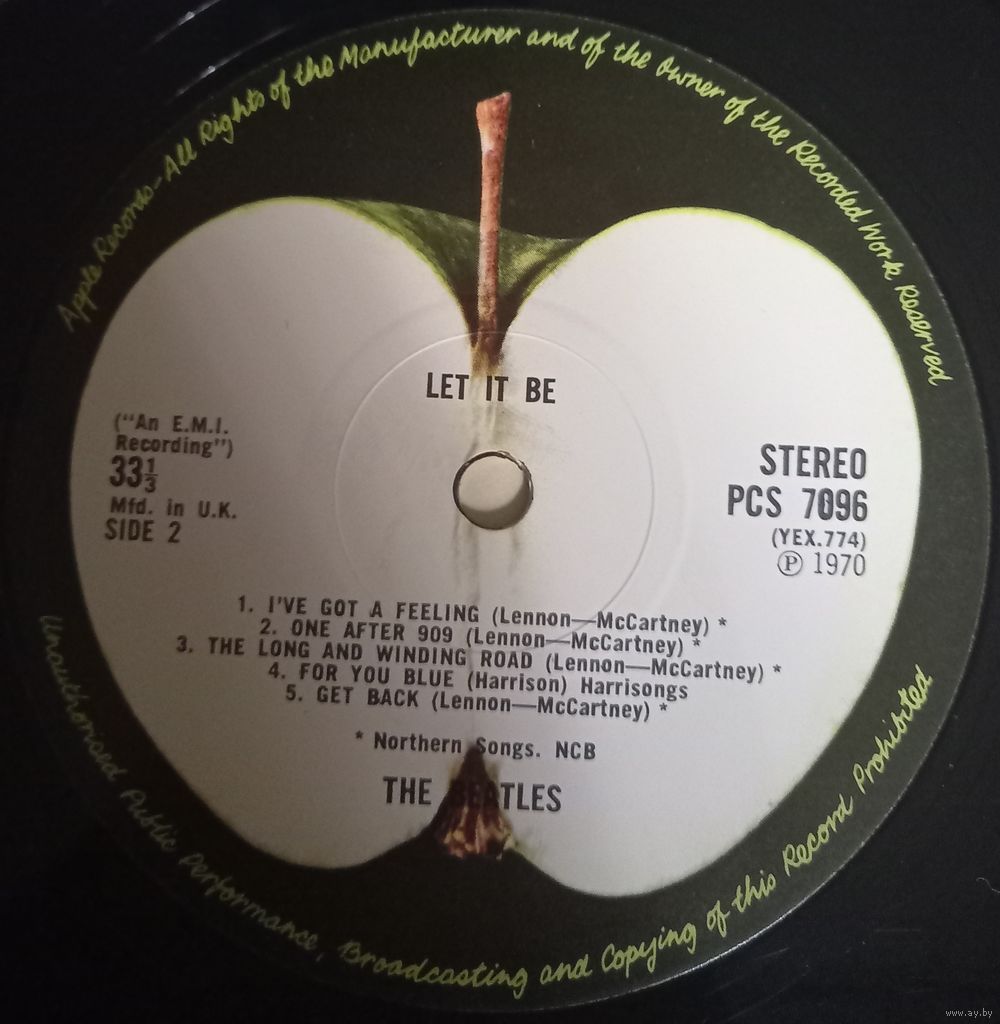 Apple Records-All Rights of the Manufacturer and of the Owner of the Recorded Work Reserved
LET IT BE
("An E.M.I.
Recording")
33⅓
Mfd. in U.K.
SIDE 2
STEREO
PCS 7096
(YEX.774)
Ⓟ 1970
1. I'VE GOT A FEELING (Lennon—McCartney) *
2. ONE AFTER 909 (Lennon—McCartney) *
3. THE LONG AND WINDING ROAD (Lennon—McCartney) *
4. FOR YOU BLUE (Harrison) Harrisongs
5. GET BACK (Lennon—McCartney) *
* Northern Songs. NCB
THE BEATLES
Unauthorised Public Performance, Broadcasting and Copying of this Record Prohibited
www.ay.by